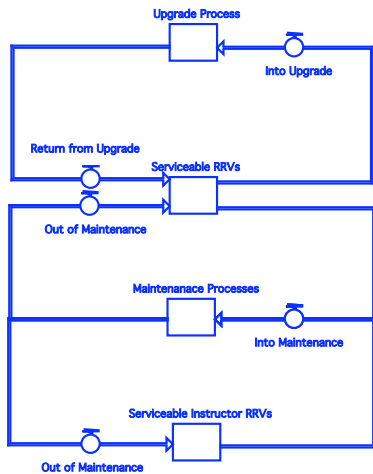 Upgrade Process
Into Upgrade
Return from Upgrade
Serviceable RRVs
Out of Maintenance
Maintenanace Processes
Into Maintenance
Serviceable Instructor RRVs
Out of Maintenance